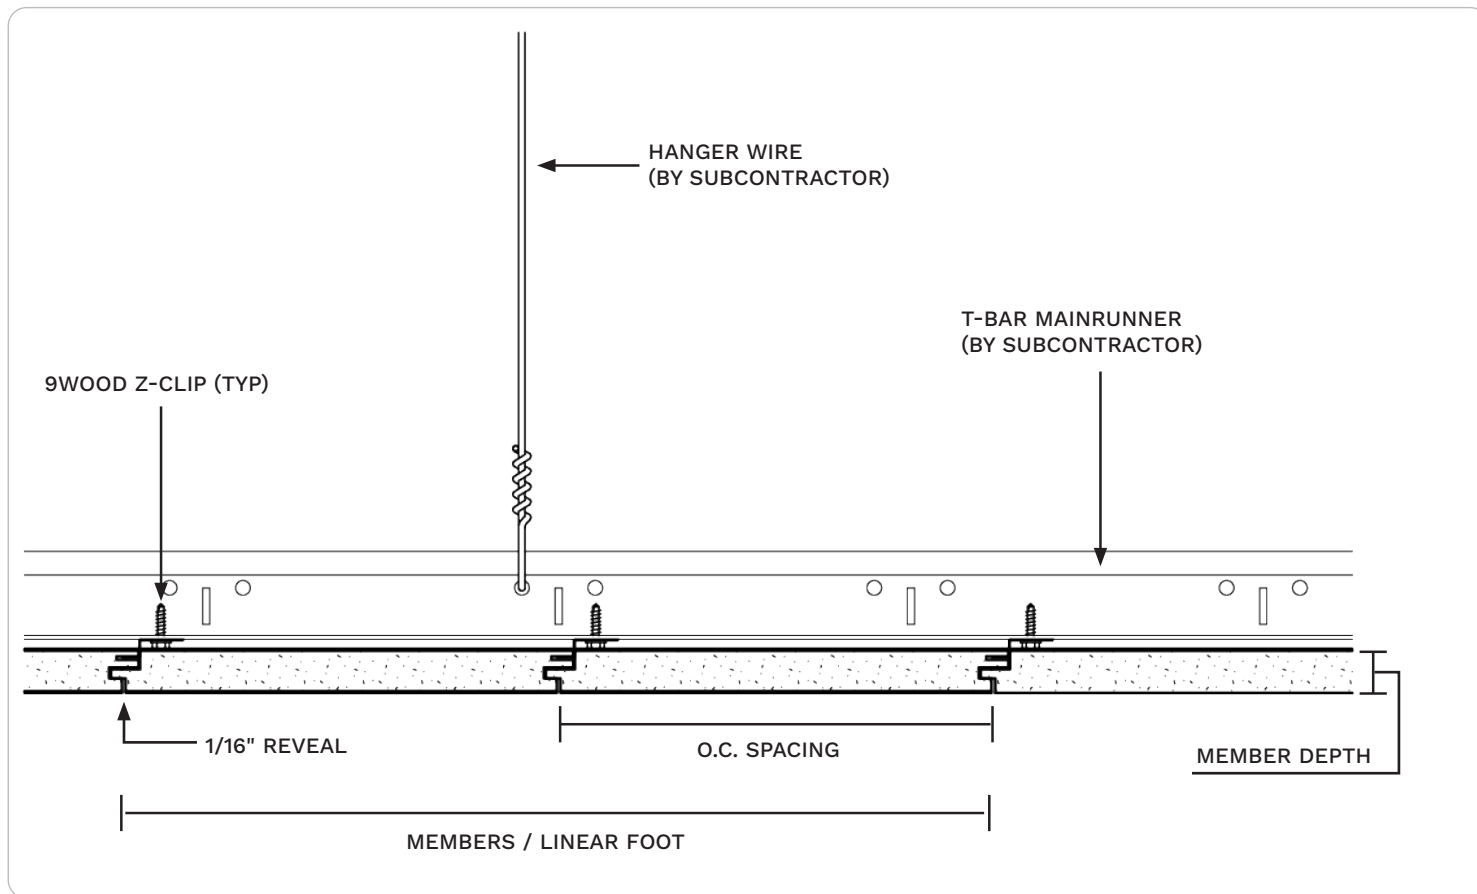 HANGER WIRE
(BY SUBCONTRACTOR)
T-BAR MAINRUNNER
(BY SUBCONTRACTOR)
9WOOD Z-CLIP (TYP)
1/16" REVEAL
O.C. SPACING
MEMBER DEPTH
MEMBERS / LINEAR FOOT